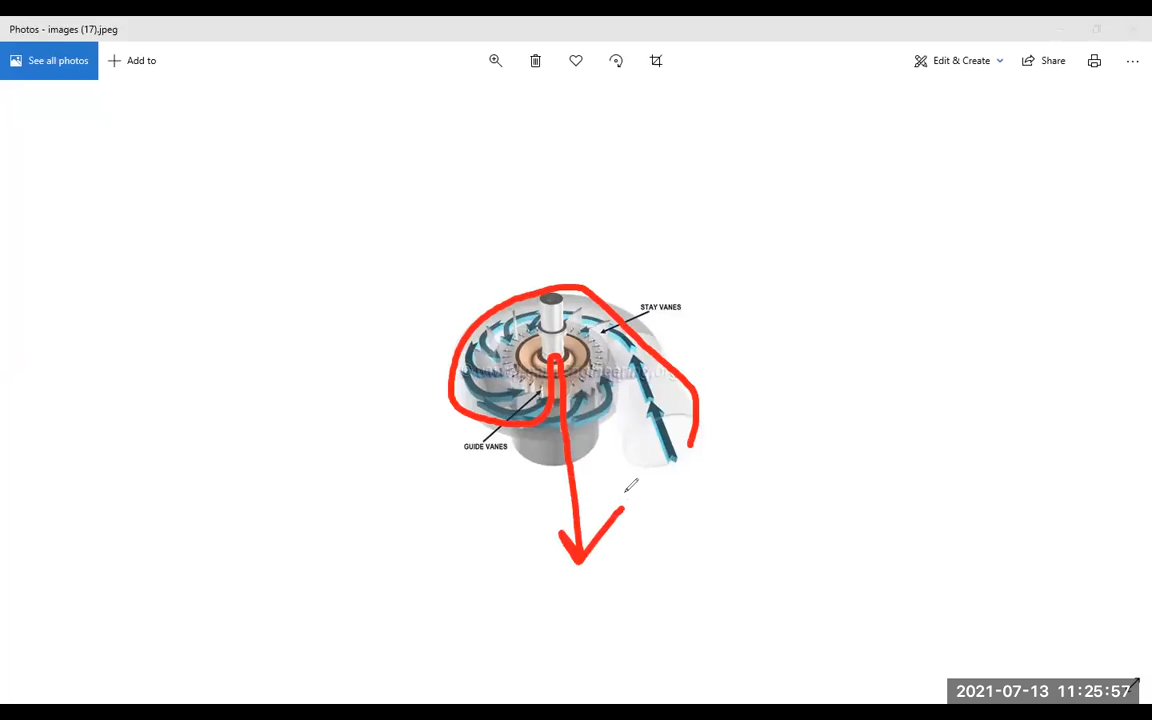 Photos - images (17).jpeg
See all photos
Add to
Edit & Create
Share
STAY VANES
GUIDE VANES
2021-07-13 11:25:57